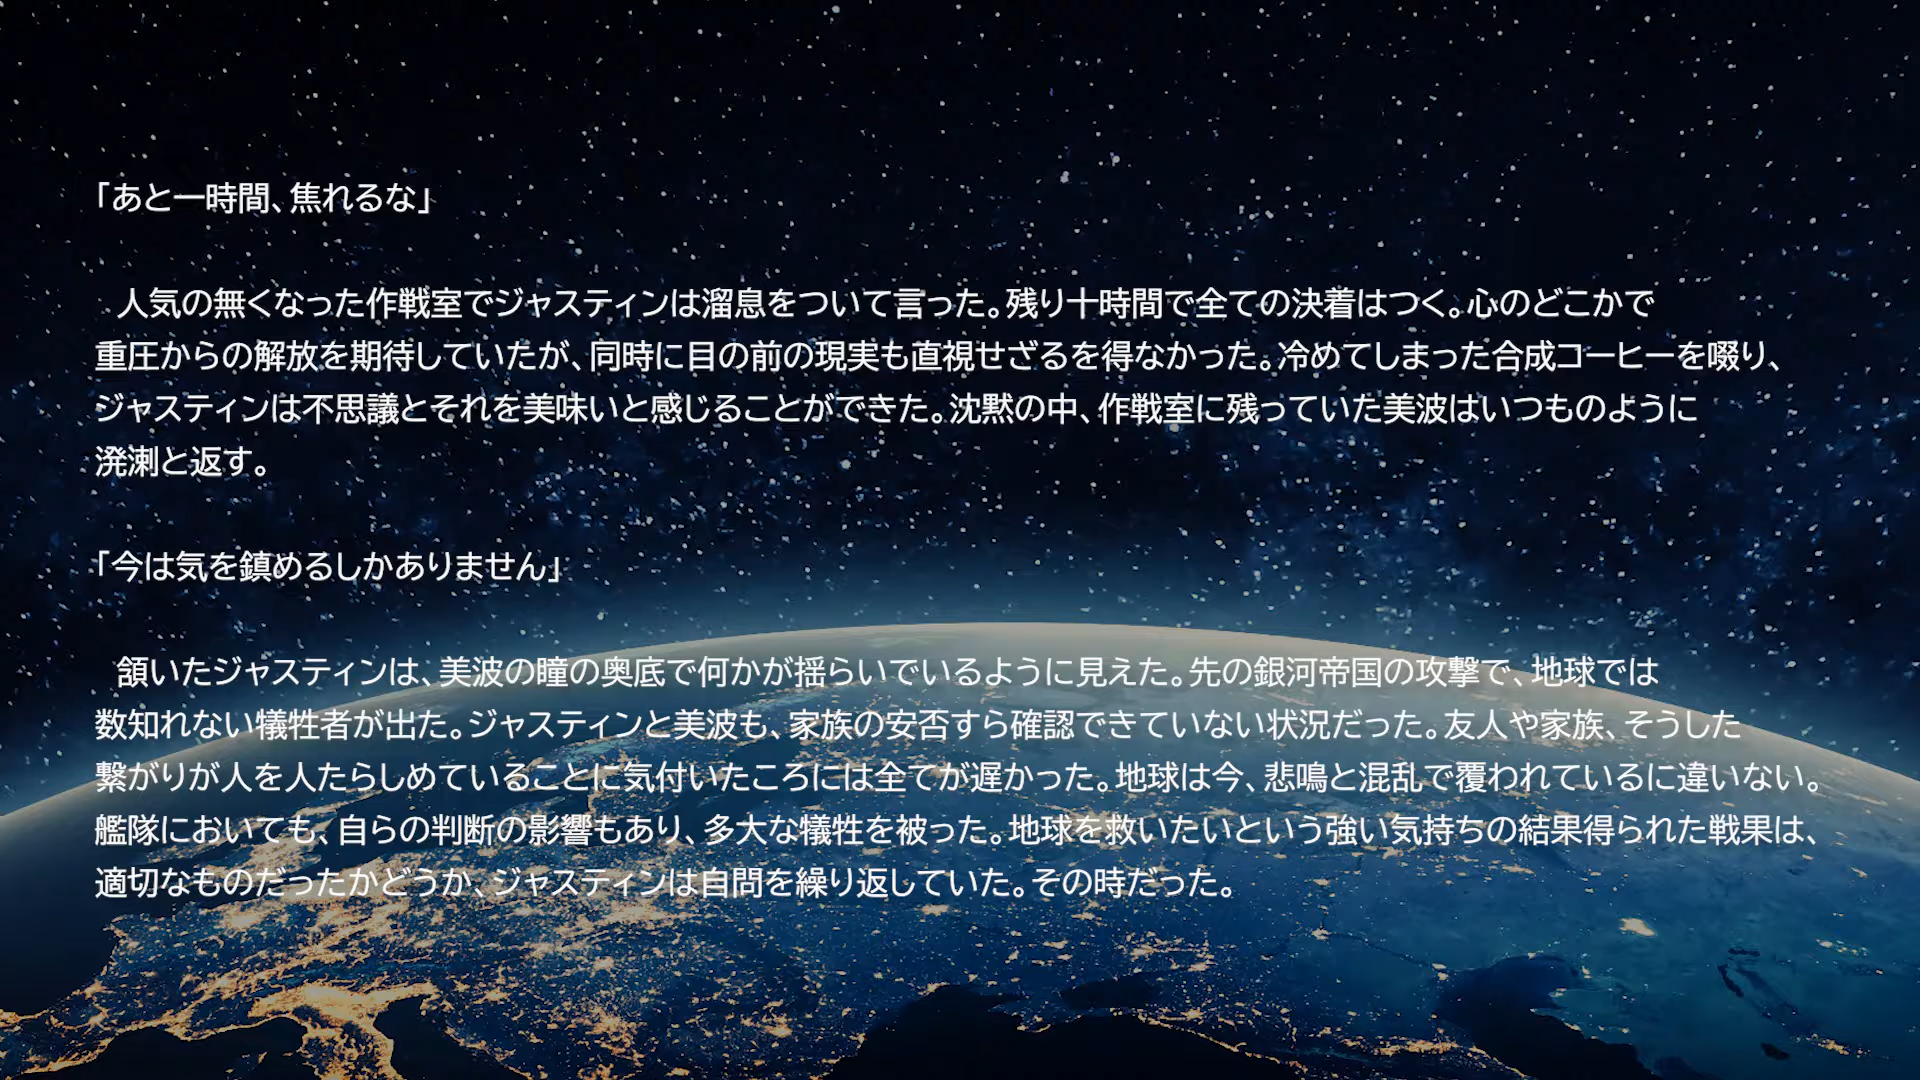 「あと一時間、焦れるな」
人気の無くなった作戦室でジャスティンは溜息をついて言った。残り十時間で全ての決着はつく。心のどこかで
重圧からの解放を期待していたが、同時に目の前の現実も直視せざるを得なかった。冷めてしまった合成コーヒーを啜り、
ジャスティンは不思議とそれを美味いと感じることができた。沈黙の中、作戦室に残っていた美波はいつものように
溌溂と返す。
「今は気を鎮めるしかありません」
頷いたジャスティンは、美波の瞳の奥底で何かが揺らいでいるように見えた。先の銀河帝国の攻撃で、地球では
数知れない犠牲者が出た。ジャスティンと美波も、家族の安否すら確認できていない状況だった。友人や家族、そうした
繋がりが人を人たらしめていることに気付いたころには全てが遅かった。地球は今、悲鳴と混乱で覆われているに違いない。
艦隊においても、自らの判断の影響もあり、多大な犠牲を被った。地球を救いたいという強い気持ちの結果得られた戦果は、
適切なものだったかどうか、ジャスティンは自問を繰り返していた。その時だった。